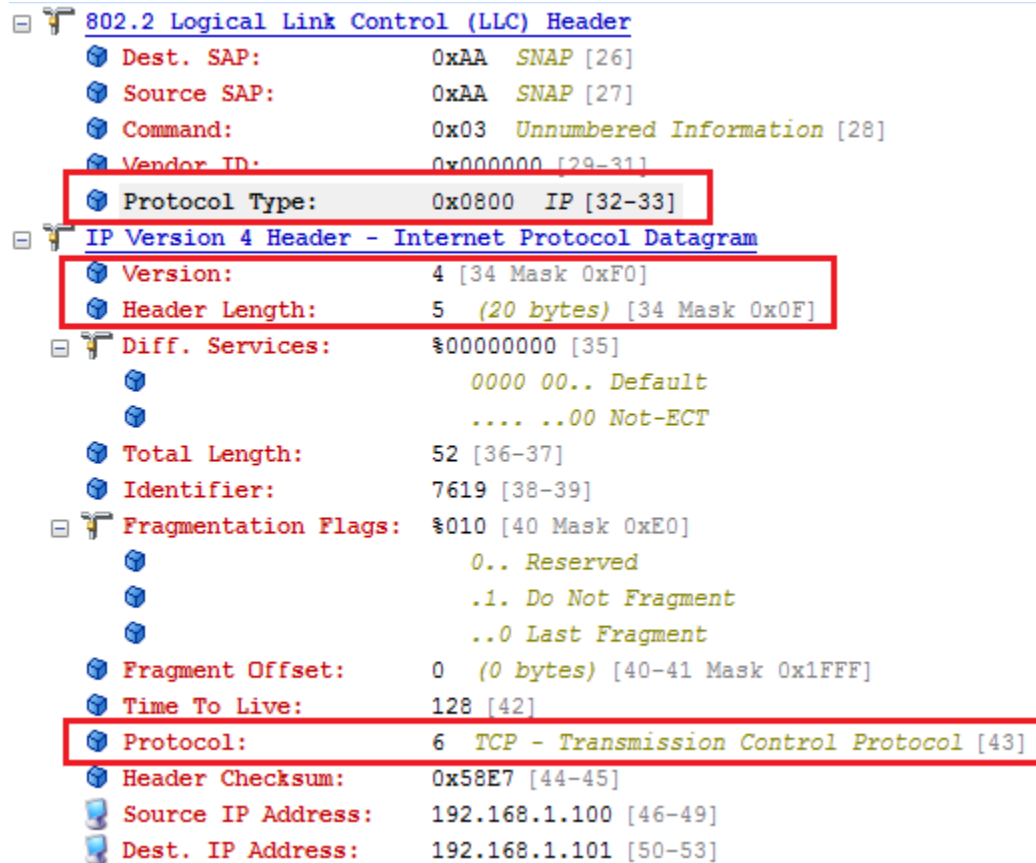 802.2 Logical Link Control (LLC) Header
Dest. SAP: 0xAA SNAP [26]
Source SAP: 0xAA SNAP [27]
Command: 0x03 Unnumbered Information [28]
Vendor ID: 0x000000 [29-31]
Protocol Type: 0x0800 IP [32-33]
IP Version 4 Header - Internet Protocol Datagram
Version: 4 [34 Mask 0xF0]
Header Length: 5 (20 bytes) [34 Mask 0x0F]
Diff. Services: %00000000 [35]
0000 00.. Default
.... ..00 Not-ECT
Total Length: 52 [36-37]
Identifier: 7619 [38-39]
Fragmentation Flags: %010 [40 Mask 0xE0]
0.. Reserved
.1. Do Not Fragment
..0 Last Fragment
Fragment Offset: 0 (0 bytes) [40-41 Mask 0x1FFF]
Time To Live: 128 [42]
Protocol: 6 TCP - Transmission Control Protocol [43]
Header Checksum: 0x58E7 [44-45]
Source IP Address: 192.168.1.100 [46-49]
Dest. IP Address: 192.168.1.101 [50-53]